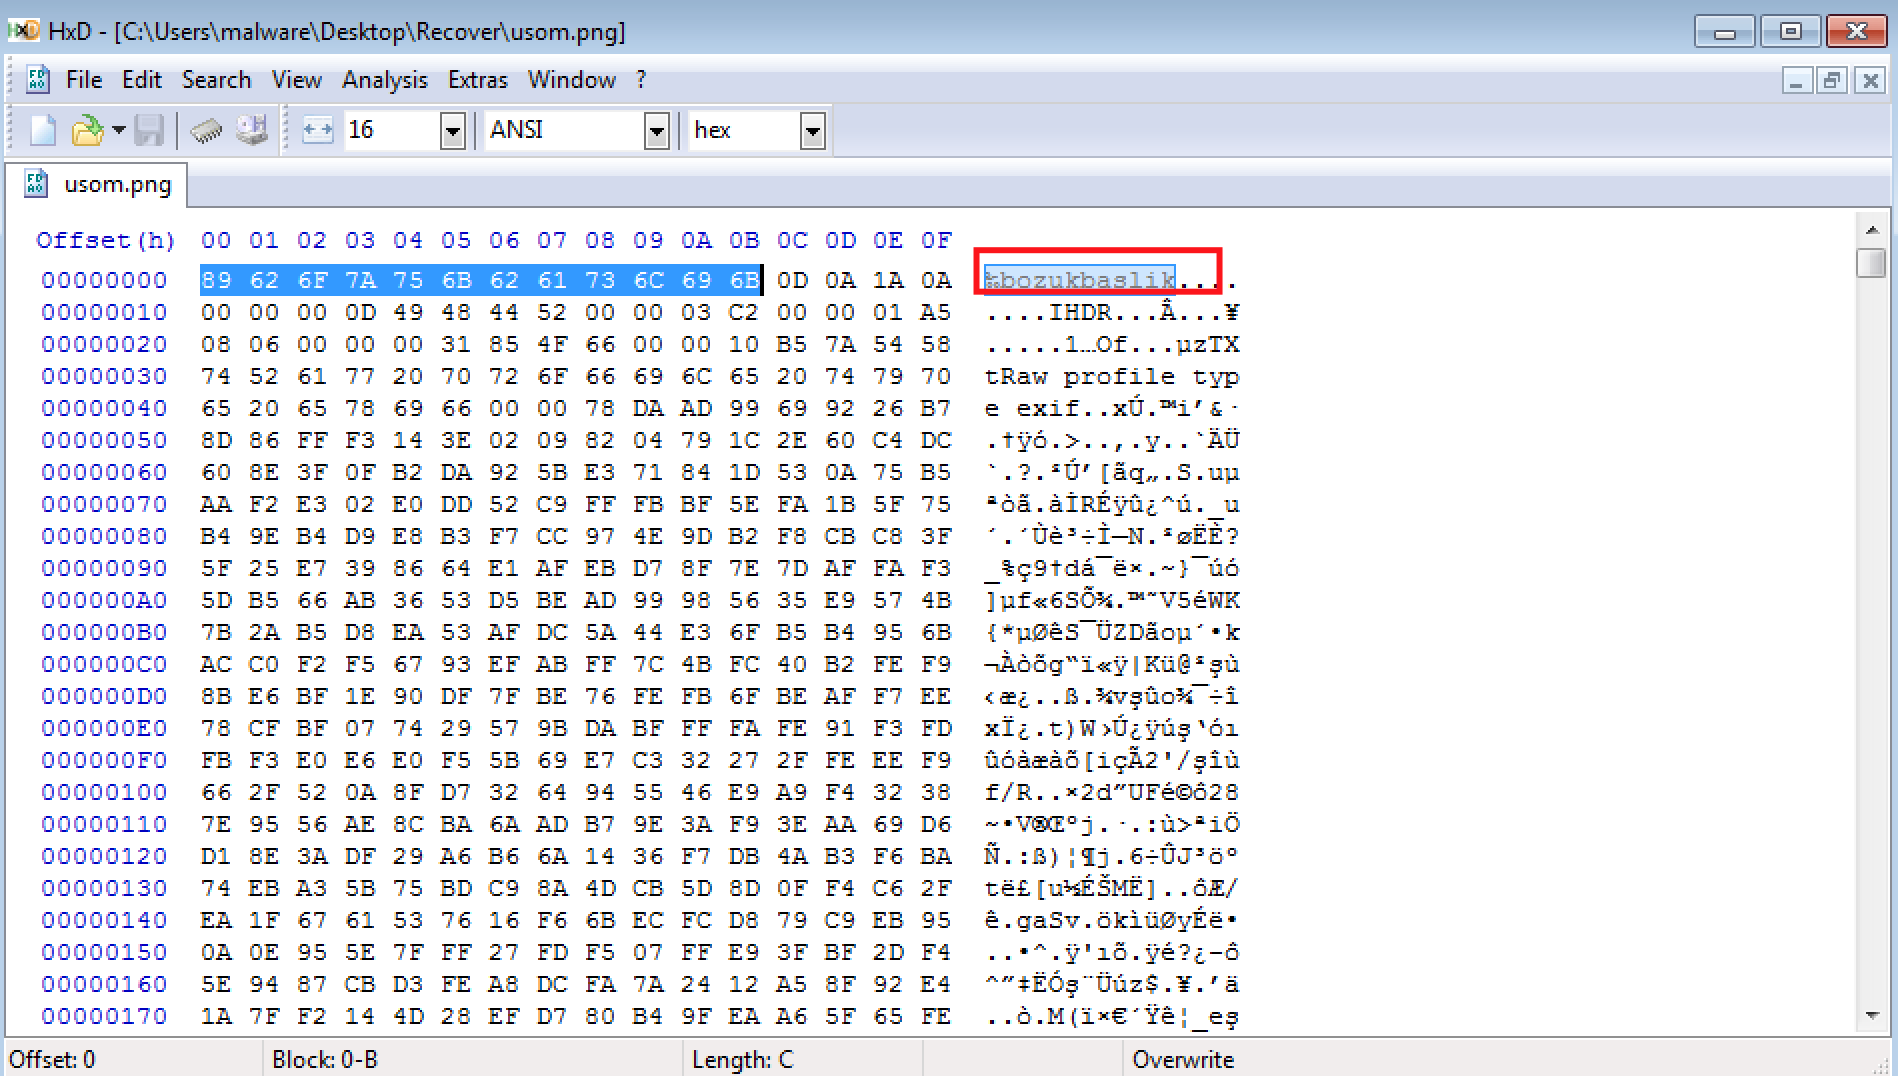 HxD - [C:\Users\malware\Desktop\Recover\usom.png]
File Edit Search View Analysis Extras Window ?
16 ANSI hex
usom.png
Offset(h) 00 01 02 03 04 05 06 07 08 09 0A 0B 0C 0D 0E 0F
00000000 89 62 6F 7A 75 6B 62 61 73 6C 69 6B 0D 0A 1A 0A ‰bozukbaslik....
00000010 00 00 00 0D 49 48 44 52 00 00 03 C2 00 00 01 A5 ....IHDR...Â...¥
00000020 08 06 00 00 00 31 85 4F 66 00 00 10 B5 7A 54 58 .....1…Of...µzTX
00000030 74 52 61 77 20 70 72 6F 66 69 6C 65 20 74 79 70 tRaw profile typ
00000040 65 20 65 78 69 66 00 00 78 DA AD 99 69 92 26 B7 e exif..xÚ.™i’&·
00000050 8D 86 FF F3 14 3E 02 09 82 04 79 1C 2E 60 C4 DC .†ÿó.>..‚.y..`ÄÜ
00000060 60 8E 3F 0F B2 DA 92 5B E3 71 84 1D 53 0A 75 B5 `.?.²Ú’[ãq„.S.uµ
00000070 AA F2 E3 02 E0 DD 52 C9 FF FB BF 5E FA 1B 5F 75 ªòã.àİRÉÿû¿^ú._u
00000080 B4 9E B4 D9 E8 B3 F7 CC 97 4E 9D B2 F8 CB C8 3F ´.´Ùè³÷Ì—N.²øËÈ?
00000090 5F 25 E7 39 86 64 E1 AF EB D7 8F 7E 7D AF FA F3 _%ç9†dá¯ë×.~}¯úó
000000A0 5D B5 66 AB 36 53 D5 BE AD 99 98 56 35 E9 57 4B ]µf«6SÕ¾.™˜V5éWK
000000B0 7B 2A B5 D8 EA 53 AF DC 5A 44 E3 6F B5 B4 95 6B {*µØêS¯ÜZDãoµ´•k
000000C0 AC C0 F2 F5 67 93 EF AB FF 7C 4B FC 40 B2 FE F9 ¬Àòõg“ï«ÿ|Kü@²şù
000000D0 8B E6 BF 1E 90 DF 7F BE 76 FE FB 6F BE AF F7 EE ‹æ¿..ß.¾vşûo¾¯÷î
000000E0 78 CF BF 07 74 29 57 9B DA BF FF FA FE 91 F3 FD xÏ¿.t)W›Ú¿ÿúş‘óı
000000F0 FB F3 E0 E6 E0 F5 5B 69 E7 C3 32 27 2F FE EE F9 ûóàæàõ[içÃ2'/şîù
00000100 66 2F 52 0A 8F D7 32 64 94 55 46 E9 A9 F4 32 38 f/R..×2d”UFé©ô28
00000110 7E 95 56 AE 8C BA 6A AD B7 9E 3A F9 3E AA 69 D6 ~•V®Œºj.·.:ù>ªiÖ
00000120 D1 8E 3A DF 29 A6 B6 6A 14 36 F7 DB 4A B3 F6 BA Ñ.:ß)¦¶j.6÷ÛJ³öº
00000130 74 EB A3 5B 75 BD C9 8A 4D CB 5D 8D 0F F4 C6 2F të£[u½ÉŠMË]..ôÆ/
00000140 EA 1F 67 61 53 76 16 F6 6B EC FC D8 79 C9 EB 95 ê.gaSv.ökìüØyÉë•
00000150 0A 0E 95 5E 7F FF 27 FD F5 07 FF E9 3F BF 2D F4 ..•^.ÿ'ıõ.ÿé?¿-ô
00000160 5E 94 87 CB D3 FE A8 DC FA 7A 24 12 A5 8F 92 E4 ^”‡ËÓş¨Üúz$.¥.’ä
00000170 1A 7F F2 14 4D 28 EF D7 80 B4 9F EA A6 5F 65 FE ..ò.M(ï×€´Ÿê¦_eş
Offset: 0 Block: 0-B Length: C Overwrite